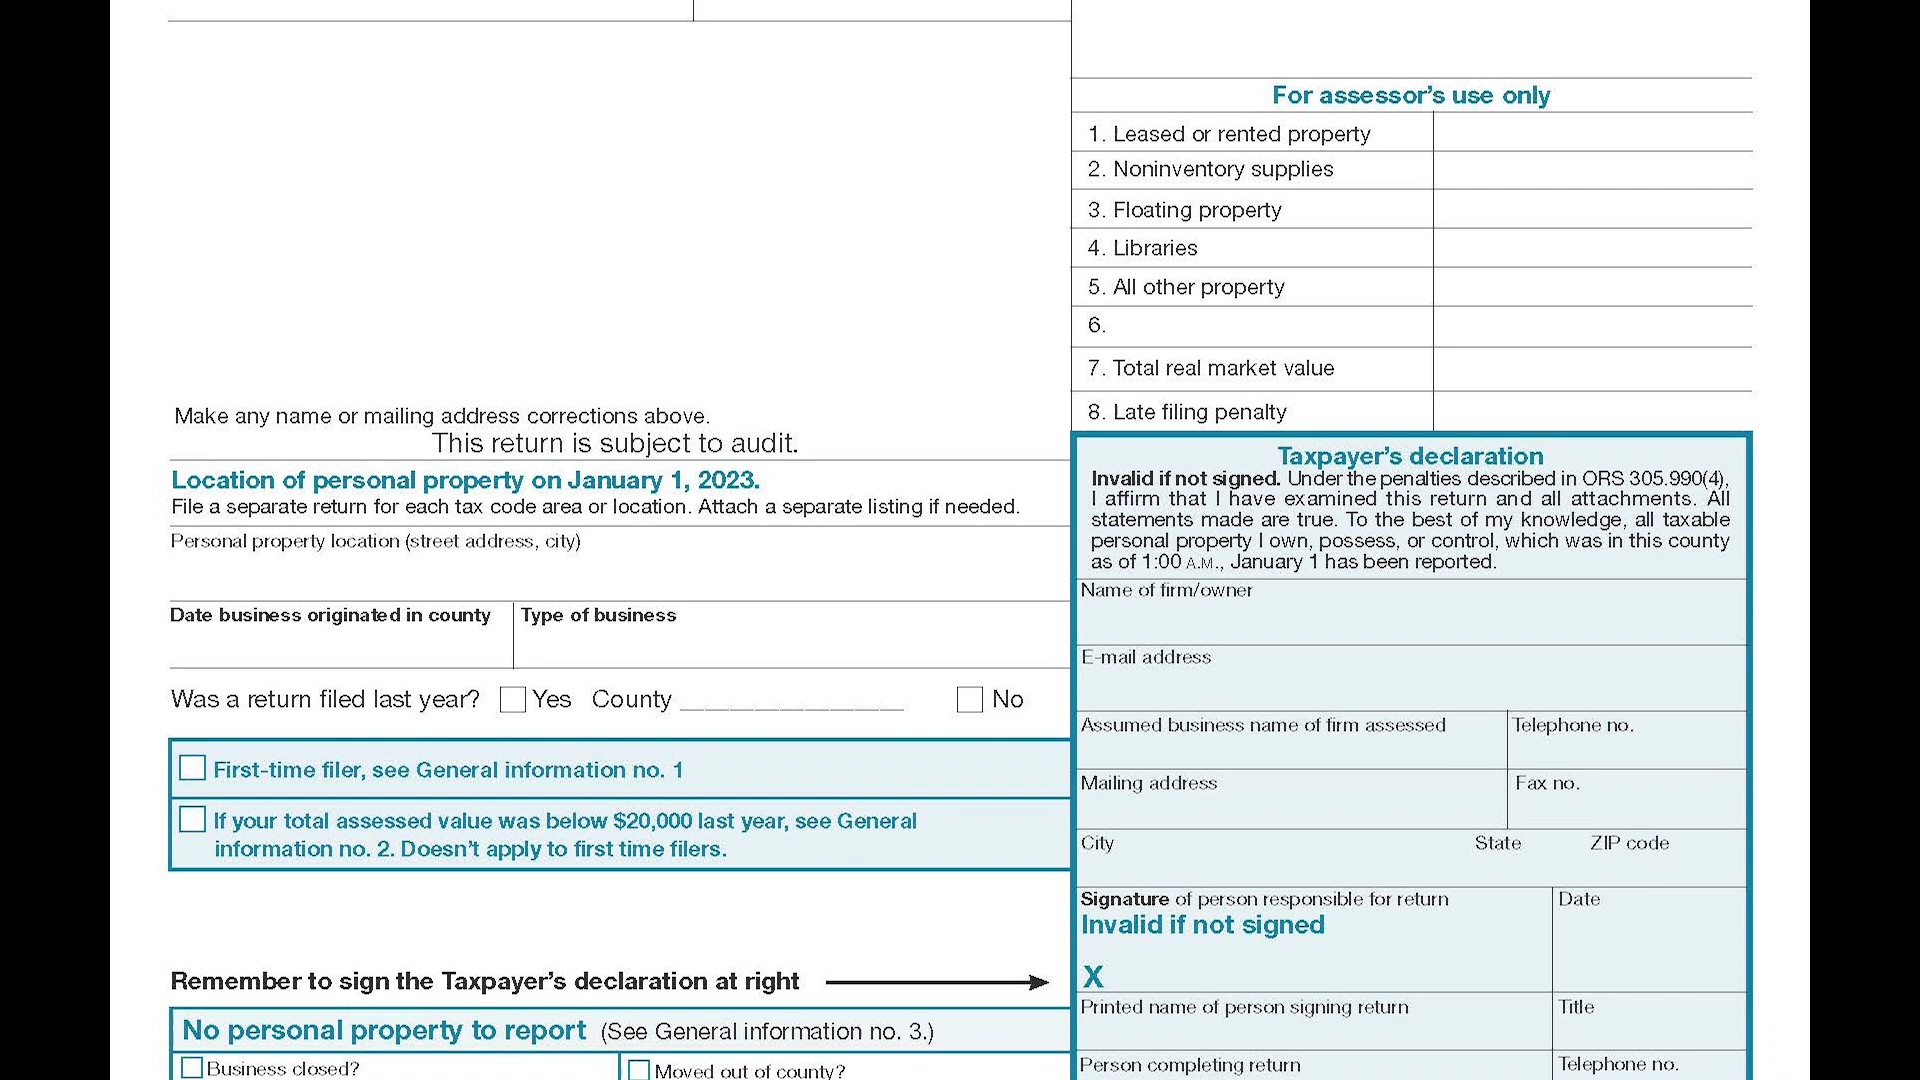 For assessor's use only
1. Leased or rented property
2. Noninventory supplies
3. Floating property
4. Libraries
5. All other property
6.
7. Total real market value
8. Late filing penalty
Make any name or mailing address corrections above.
This return is subject to audit.
Location of personal property on January 1, 2023.
File a separate return for each tax code area or location. Attach a separate listing if needed.
Personal property location (street address, city)
Date business originated in county
Type of business
Was a return filed last year? Yes County __________________ No
First-time filer, see General information no. 1
If your total assessed value was below $20,000 last year, see General
information no. 2. Doesn't apply to first time filers.
Remember to sign the Taxpayer's declaration at right
No personal property to report (See General information no. 3.)
Business closed?
Moved out of county?
Taxpayer's declaration
Invalid if not signed. Under the penalties described in ORS 305.990(4),
I affirm that I have examined this return and all attachments. All
statements made are true. To the best of my knowledge, all taxable
personal property I own, possess, or control, which was in this county
as of 1:00 A.M., January 1 has been reported.
Name of firm/owner
E-mail address
Assumed business name of firm assessed
Telephone no.
Mailing address
Fax no.
City State ZIP code
Signature of person responsible for return
Date
Invalid if not signed
X
Printed name of person signing return
Title
Person completing return
Telephone no.